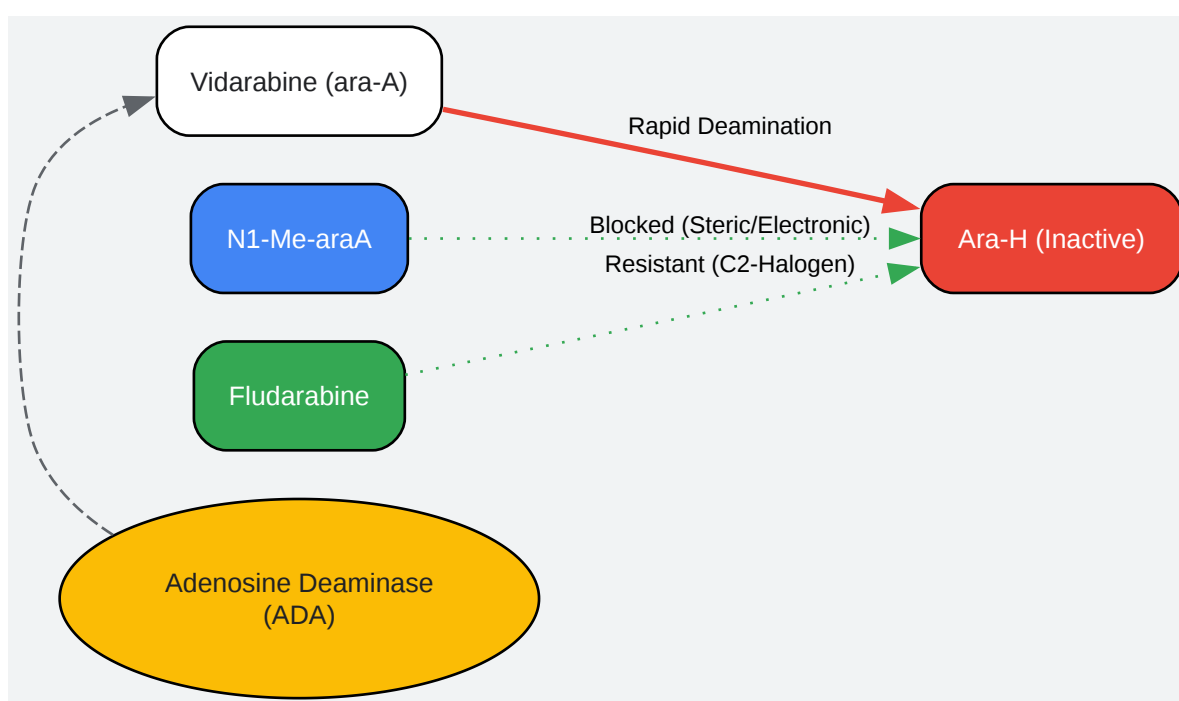 Vidarabine (ara-A)
Rapid Deamination
N1-Me-araA
Blocked (Steric/Electronic)
Ara-H (Inactive)
Resistant (C2-Halogen)
Fludarabine
Adenosine Deaminase
(ADA)